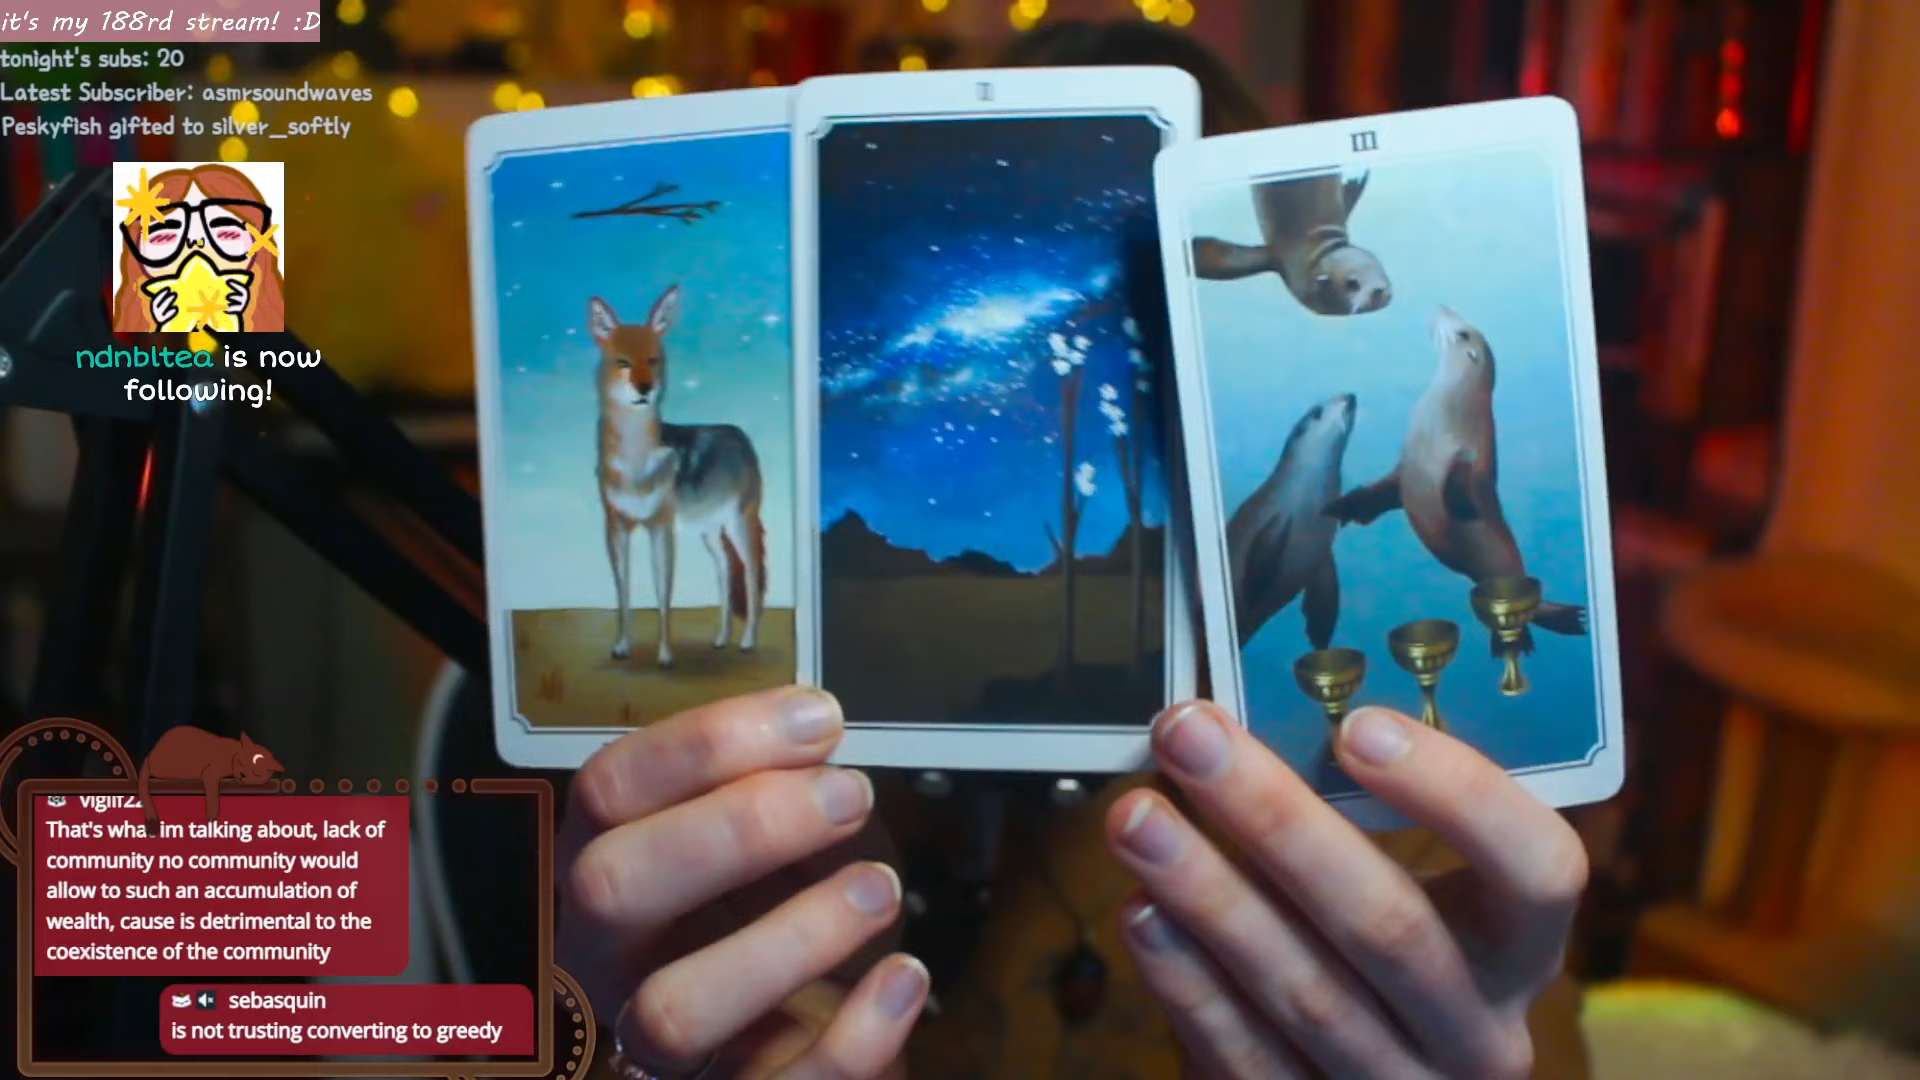 it's my 188rd stream! :D
tonight's subs: 20
Latest Subscriber: asmrsoundwaves
Peskyfish gifted to silver_softly
ndnbltea is now
following!
I
III
That's wha im talking about, lack of
community no community would
allow to such an accumulation of
wealth, cause is detrimental to the
coexistence of the community
sebasquin
is not trusting converting to greedy